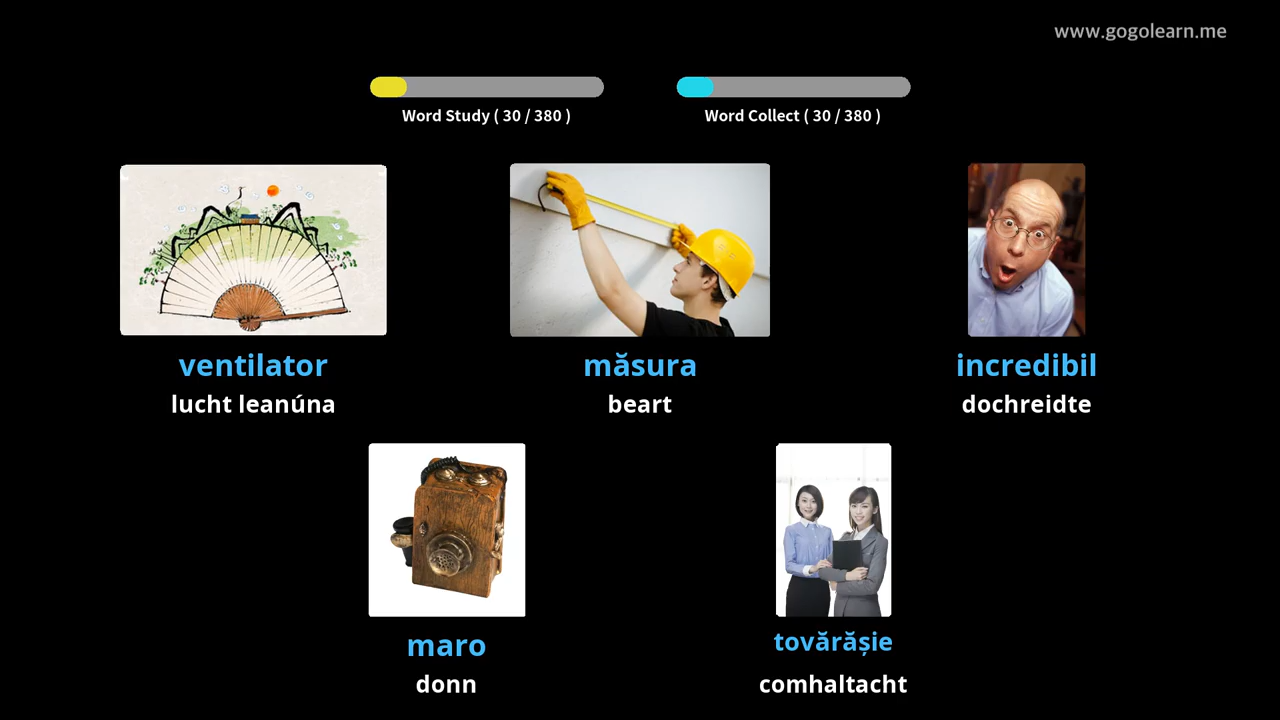 www.gogolearn.me
Word Study ( 30 / 380 )
Word Collect ( 30 / 380 )
ventilator
lucht leanúna
măsura
beart
incredibil
dochreidte
maro
donn
tovărășie
comhaltacht